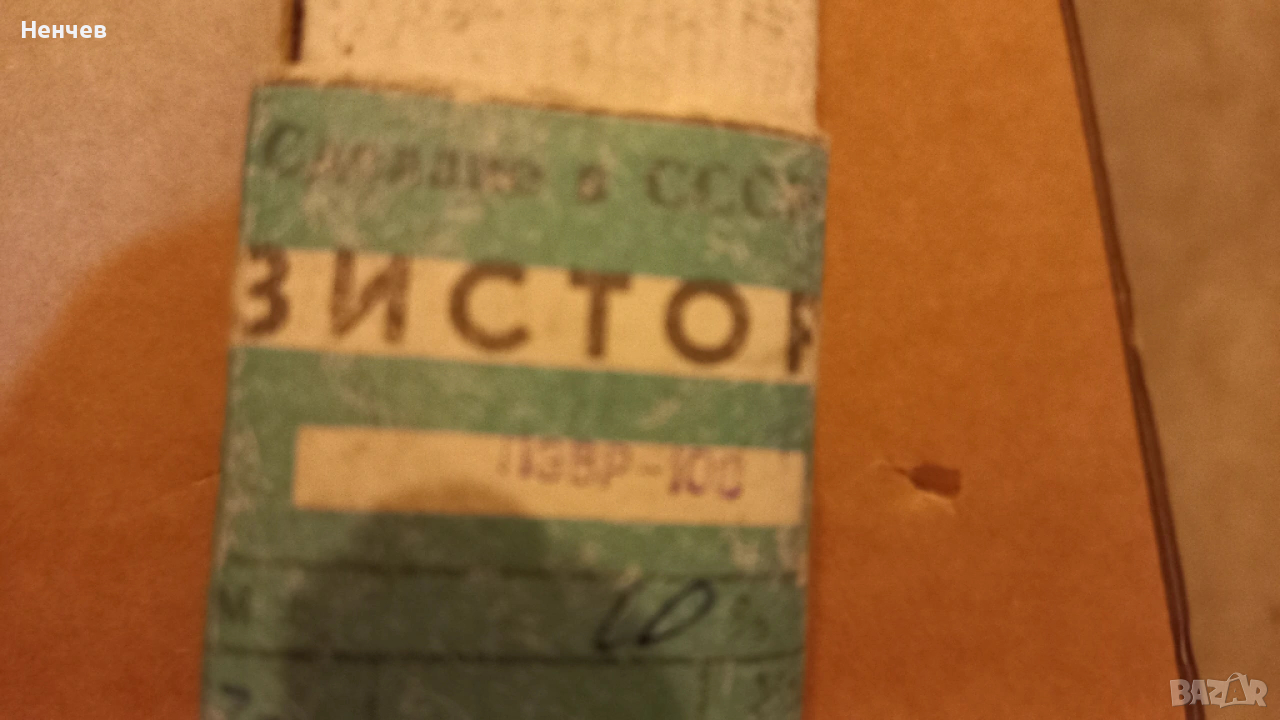 Ненчев
Сделано в СССР
ЗИСТОР
ПЭВР-100
10 %
BAZAR